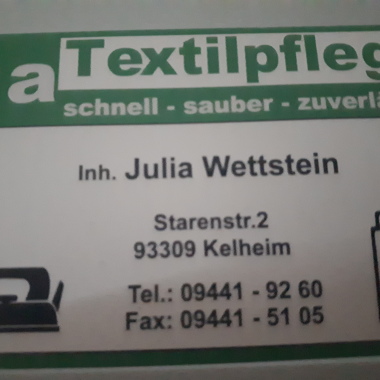 a Textilpfleg
schnell - sauber - zuverlä
Inh. Julia Wettstein
Starenstr.2
93309 Kelheim
Tel.: 09441 - 92 60
Fax: 09441 - 51 05